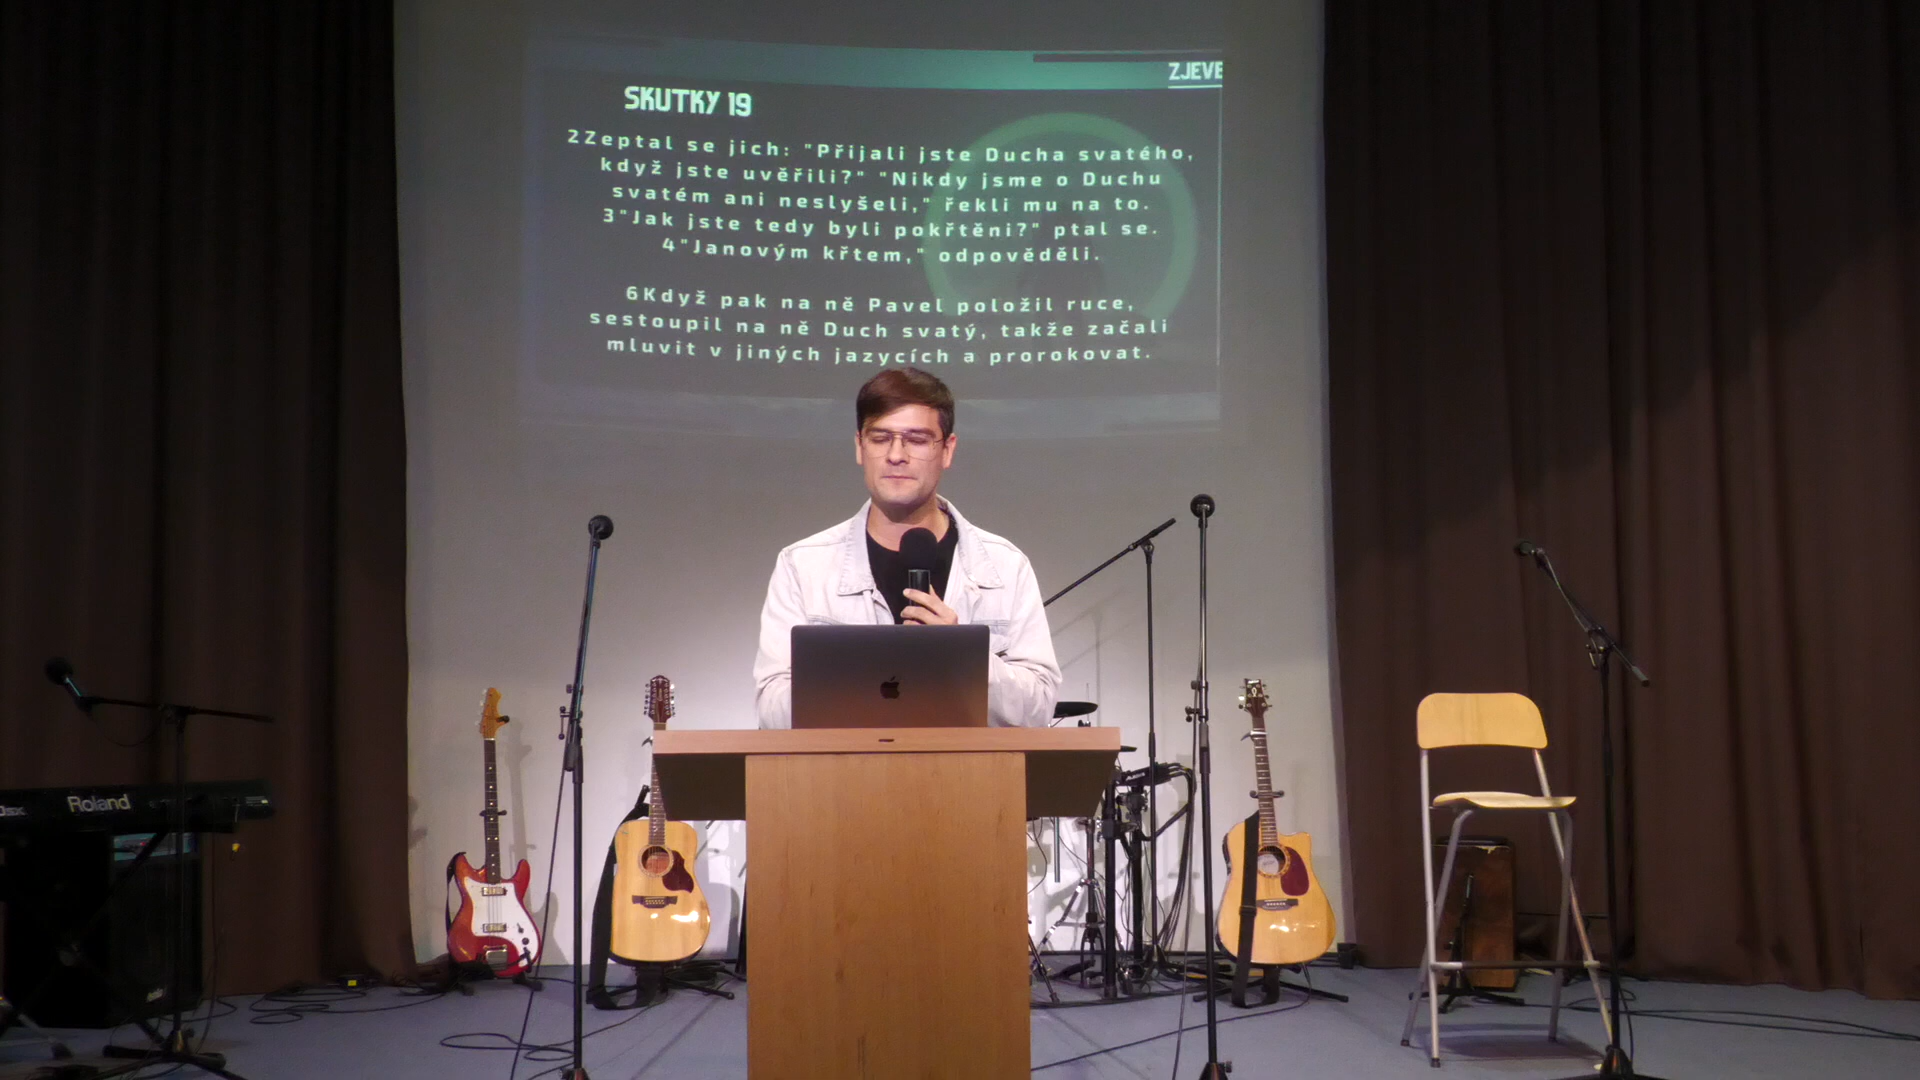 ZJEVE
SKUTKY 19
2Zeptal se jich: "Přijali jste Ducha svatého,
když jste uvěřili?" "Nikdy jsme o Duchu
svatém ani neslyšeli," řekli mu na to.
3"Jak jste tedy byli pokřtěni?" ptal se.
4"Janovým křtem," odpověděli.
6Když pak na ně Pavel položil ruce,
sestoupil na ně Duch svatý, takže začali
mluvit v jiných jazycích a prorokovat.
Roland